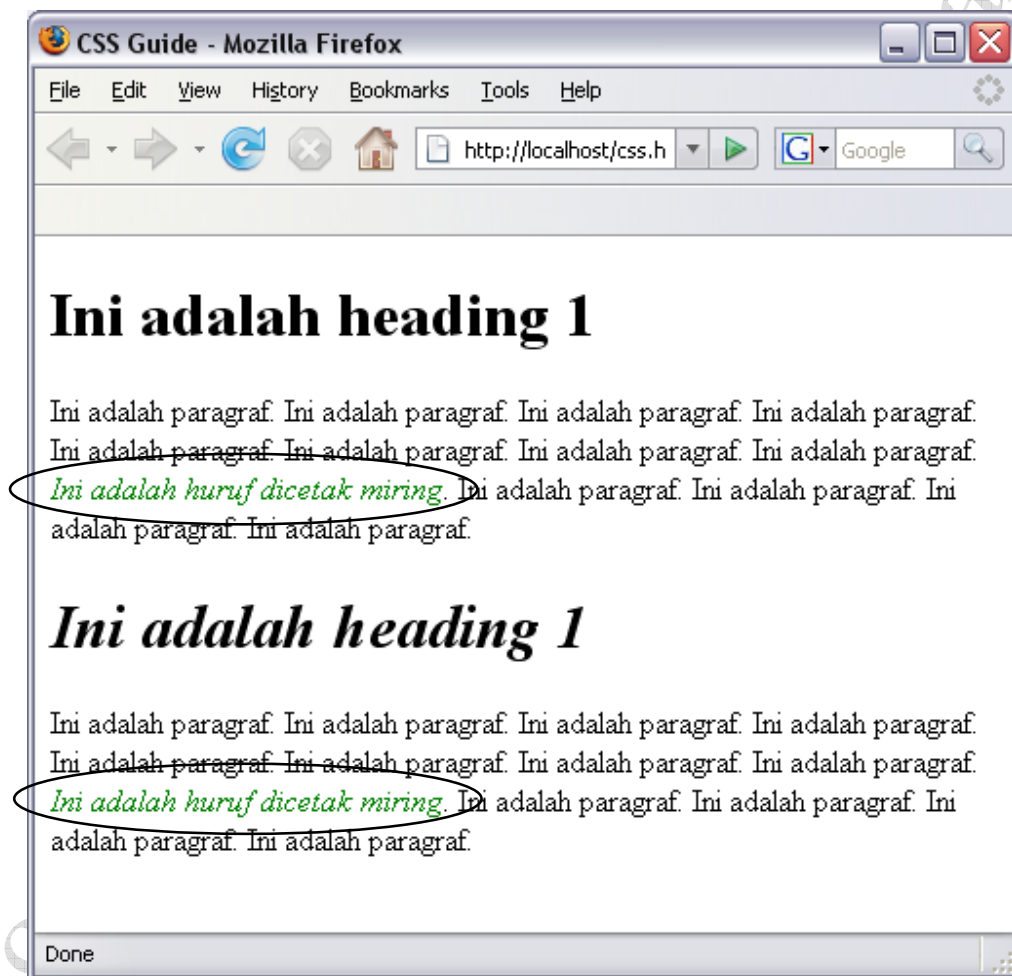 CSS Guide - Mozilla Firefox
File Edit View History Bookmarks Tools Help
http://localhost/css.h G Google
Ini adalah heading 1
Ini adalah paragraf. Ini adalah paragraf. Ini adalah paragraf. Ini adalah paragraf.
Ini adalah paragraf. Ini adalah paragraf. Ini adalah paragraf. Ini adalah paragraf.
Ini adalah huruf dicetak miring. Ini adalah paragraf. Ini adalah paragraf. Ini
adalah paragraf. Ini adalah paragraf.
Ini adalah heading 1
Ini adalah paragraf. Ini adalah paragraf. Ini adalah paragraf. Ini adalah paragraf.
Ini adalah paragraf. Ini adalah paragraf. Ini adalah paragraf. Ini adalah paragraf.
Ini adalah huruf dicetak miring. Ini adalah paragraf. Ini adalah paragraf. Ini
adalah paragraf. Ini adalah paragraf.
Done